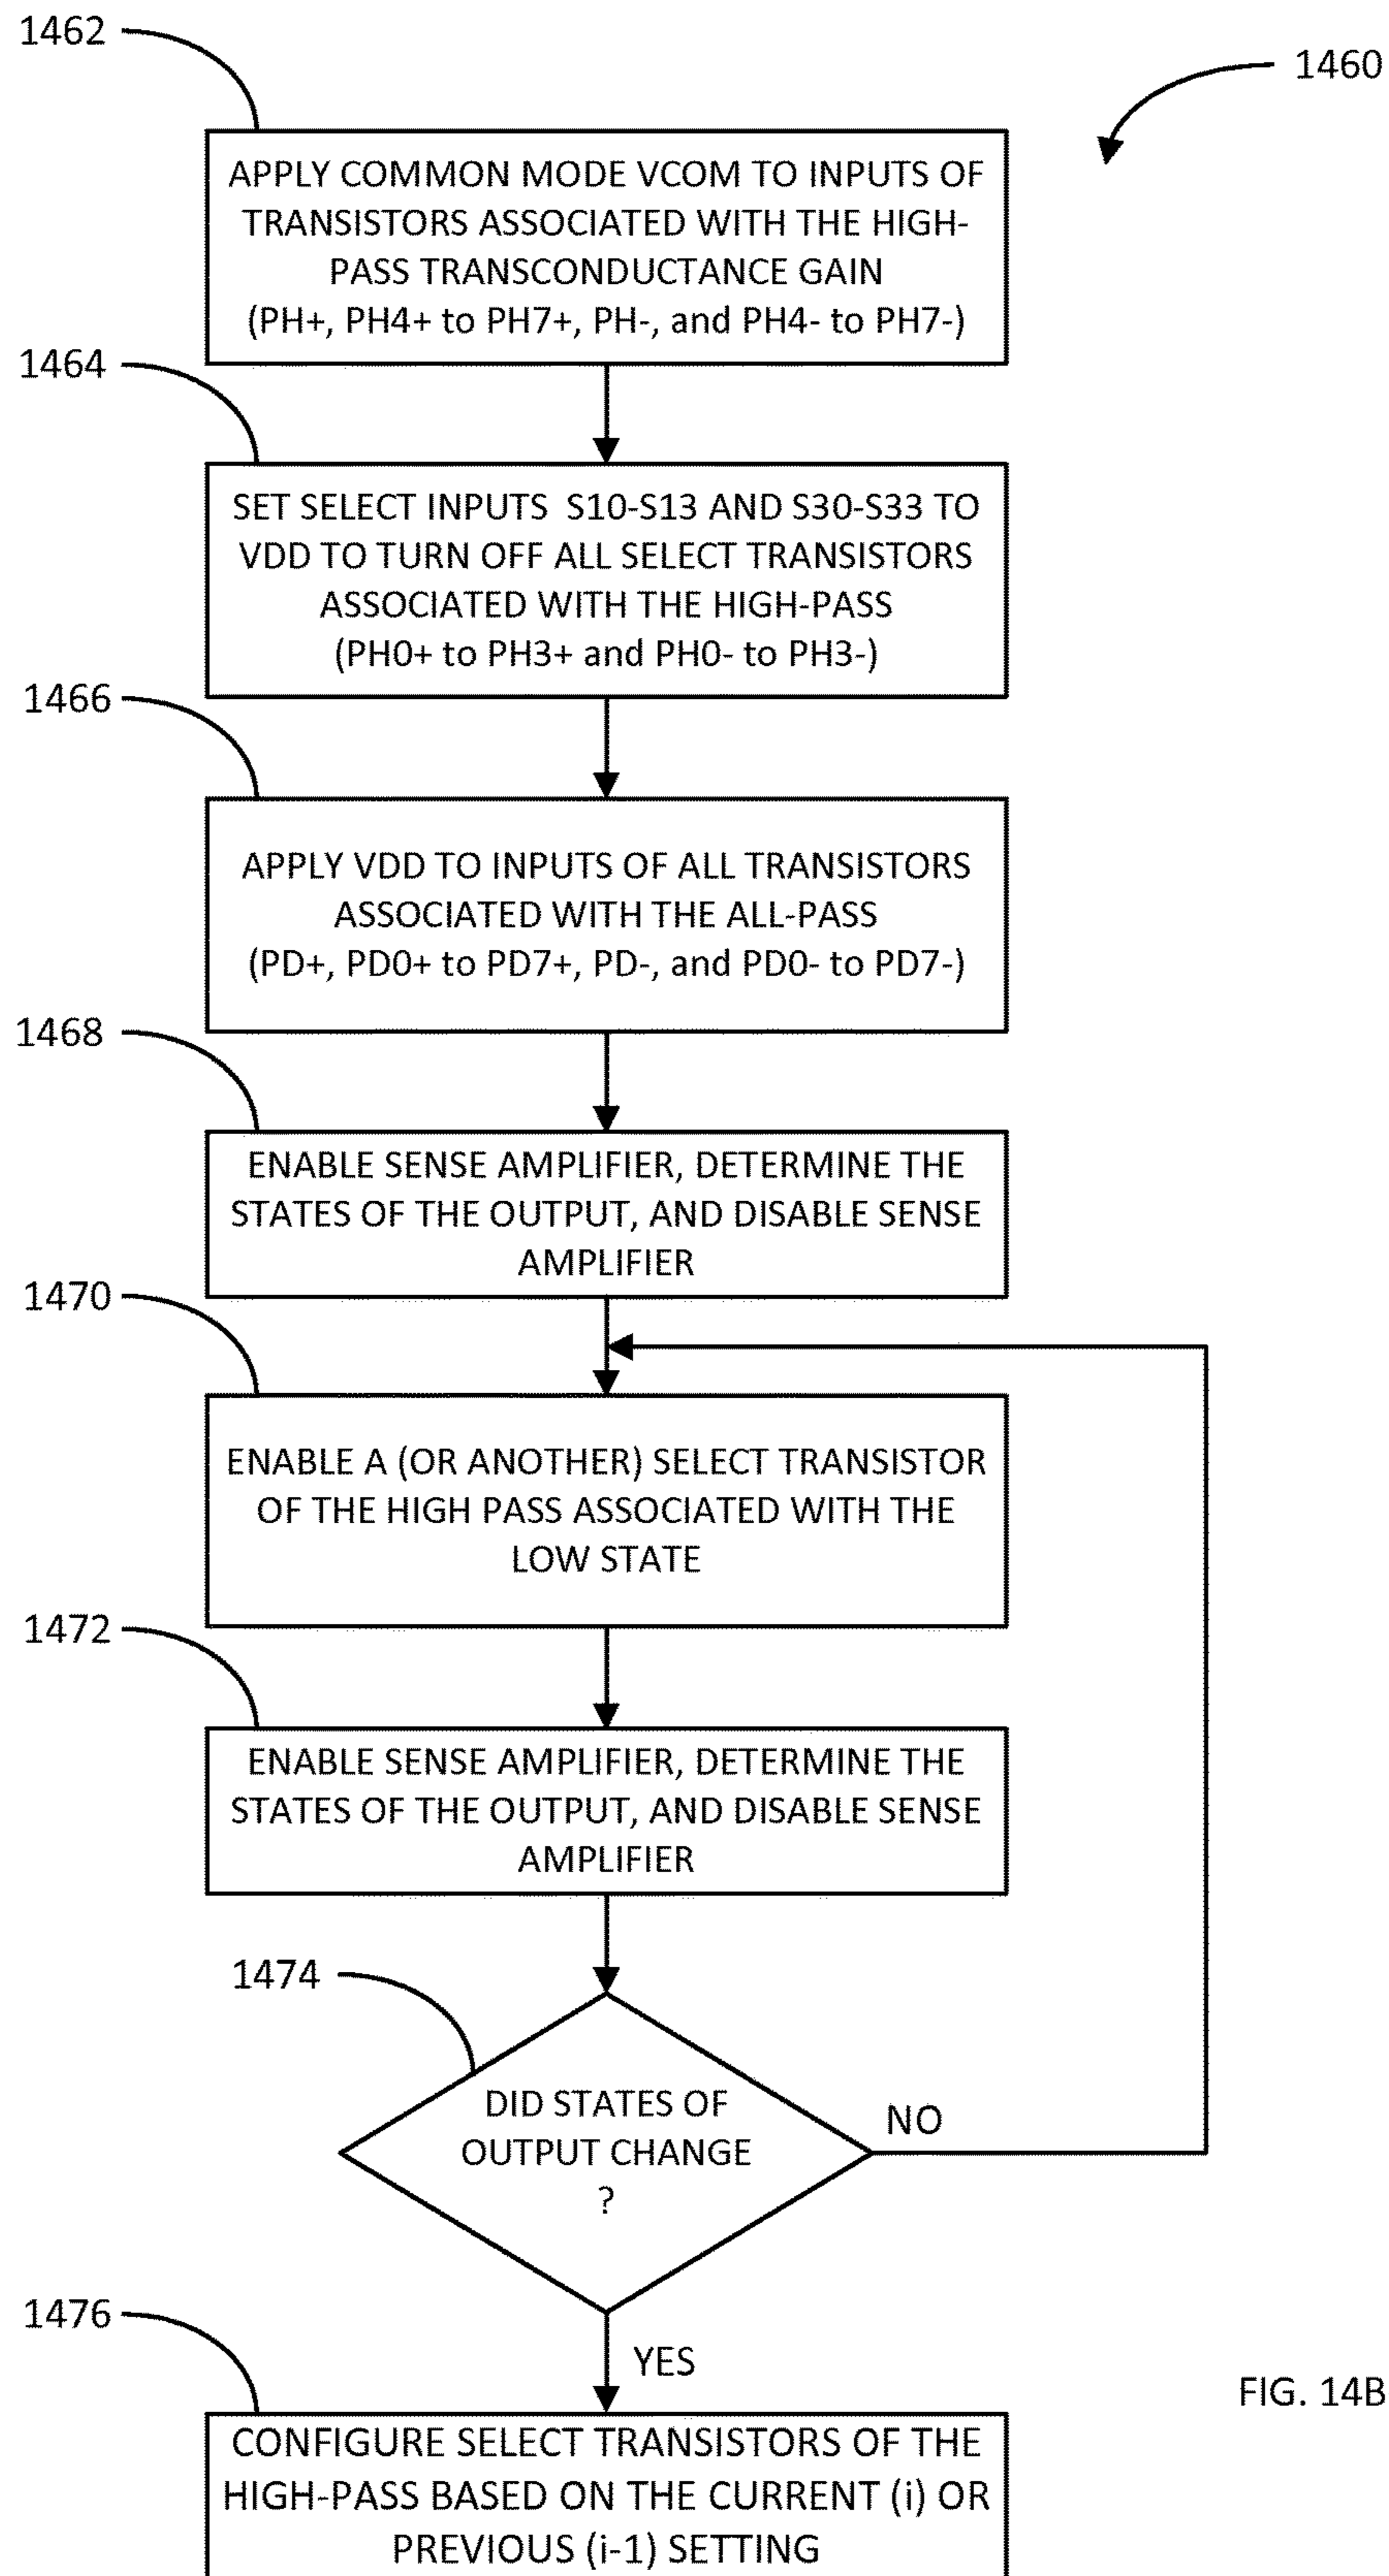 1462
1460
APPLY COMMON MODE VCOM TO INPUTS OF
TRANSISTORS ASSOCIATED WITH THE HIGH-
PASS TRANSCONDUCTANCE GAIN
(PH+, PH4+ to PH7+, PH-, and PH4- to PH7-)
1464
SET SELECT INPUTS S10-S13 AND S30-S33 TO
VDD TO TURN OFF ALL SELECT TRANSISTORS
ASSOCIATED WITH THE HIGH-PASS
(PH0+ to PH3+ and PH0- to PH3-)
1466
APPLY VDD TO INPUTS OF ALL TRANSISTORS
ASSOCIATED WITH THE ALL-PASS
(PD+, PD0+ to PD7+, PD-, and PD0- to PD7-)
1468
ENABLE SENSE AMPLIFIER, DETERMINE THE
STATES OF THE OUTPUT, AND DISABLE SENSE
AMPLIFIER
1470
ENABLE A (OR ANOTHER) SELECT TRANSISTOR
OF THE HIGH PASS ASSOCIATED WITH THE
LOW STATE
1472
ENABLE SENSE AMPLIFIER, DETERMINE THE
STATES OF THE OUTPUT, AND DISABLE SENSE
AMPLIFIER
1474
DID STATES OF
OUTPUT CHANGE
?
NO
YES
1476
CONFIGURE SELECT TRANSISTORS OF THE
HIGH-PASS BASED ON THE CURRENT (i) OR
PREVIOUS (i-1) SETTING
FIG. 14B